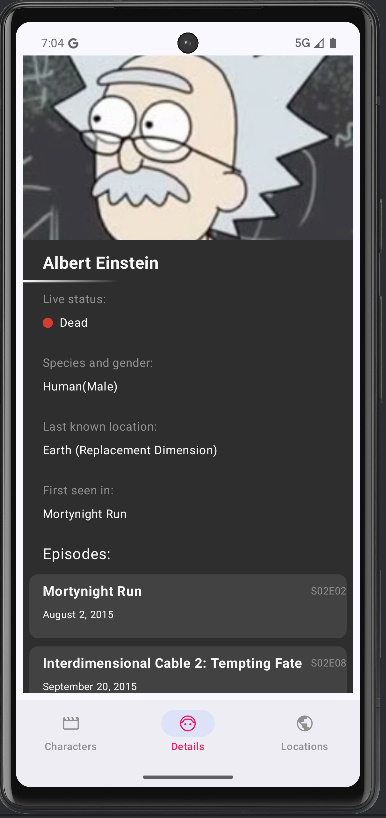 7:04 G 5G
Albert Einstein
Live status:
Dead
Species and gender:
Human(Male)
Last known location:
Earth (Replacement Dimension)
First seen in:
Mortynight Run
Episodes:
Mortynight Run S02E02
August 2, 2015
Interdimensional Cable 2: Tempting Fate S02E08
September 20, 2015
Characters Details Locations